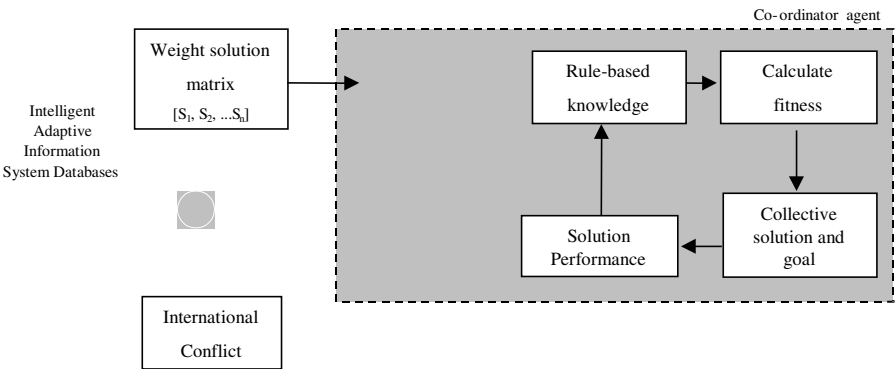 Co-ordinator agent
Weight solution
matrix
[S1, S2, ...Sn]
Rule-based
knowledge
Calculate
fitness
Intelligent
Adaptive
Information
System Databases
Solution
Performance
Collective
solution and
goal
International
Conflict